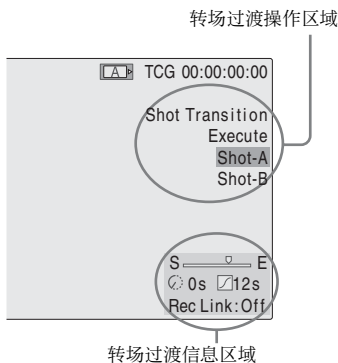 转场过渡操作区域
A TCG 00:00:00:00
Shot Transition
Execute
Shot-A
Shot-B
S E
0s 12s
Rec Link:Off
转场过渡信息区域